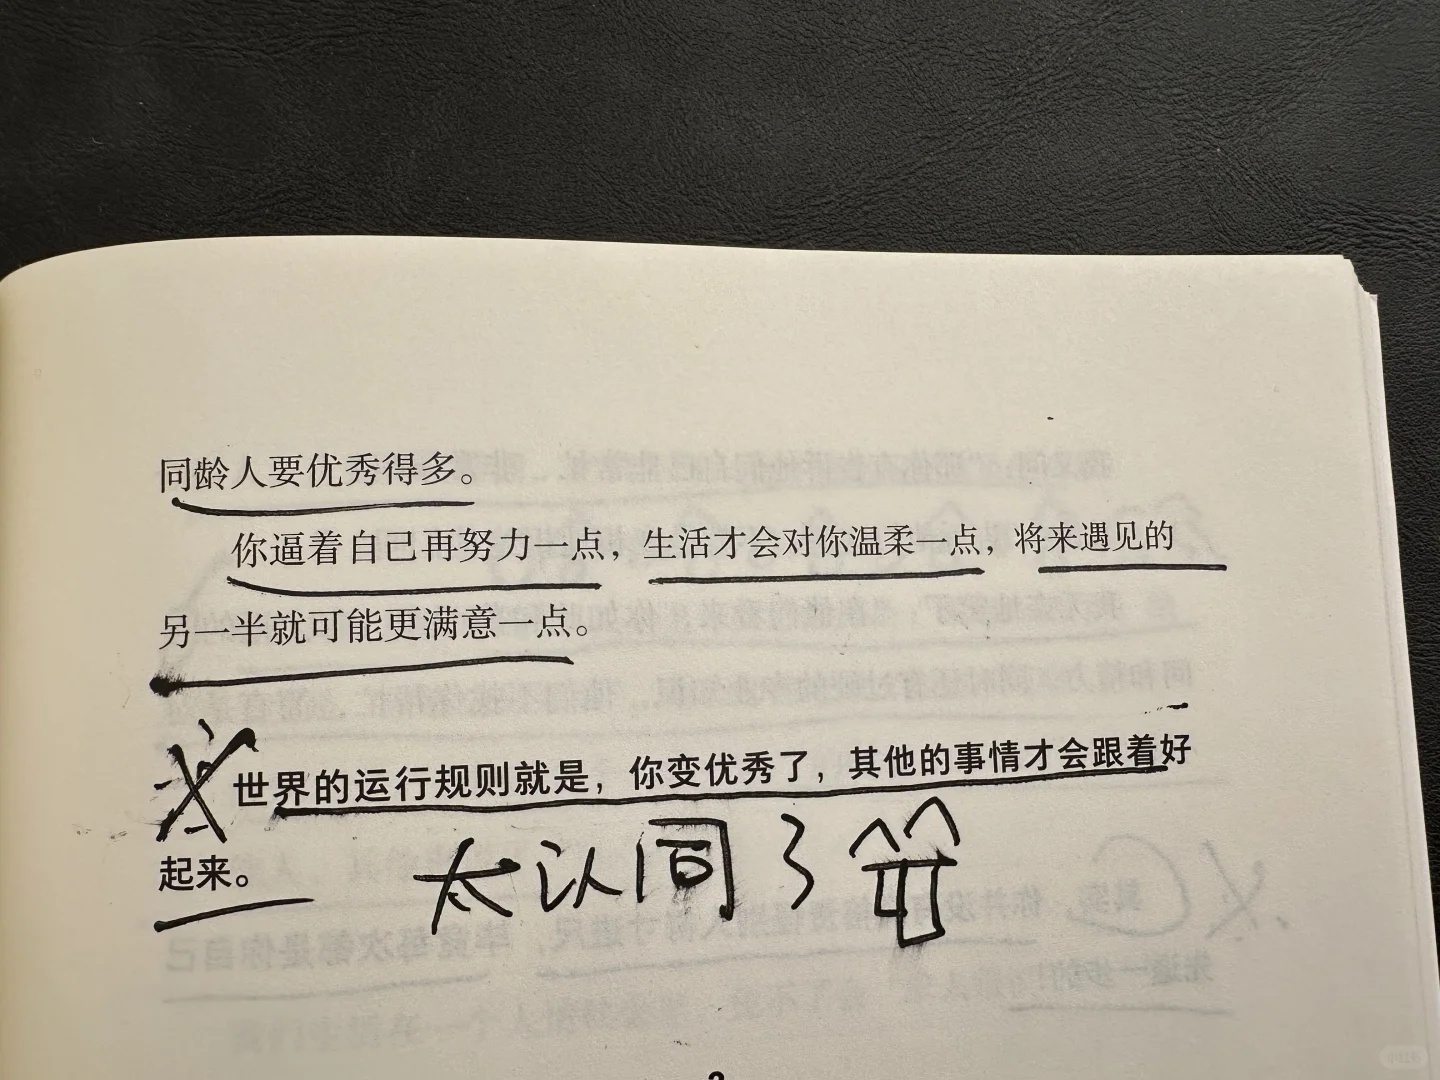 同龄人要优秀得多。
你逼着自己再努力一点，生活才会对你温柔一点，将来遇见的
另一半就可能更满意一点。
世界的运行规则就是，你变优秀了，其他的事情才会跟着好
起来。
太认同了